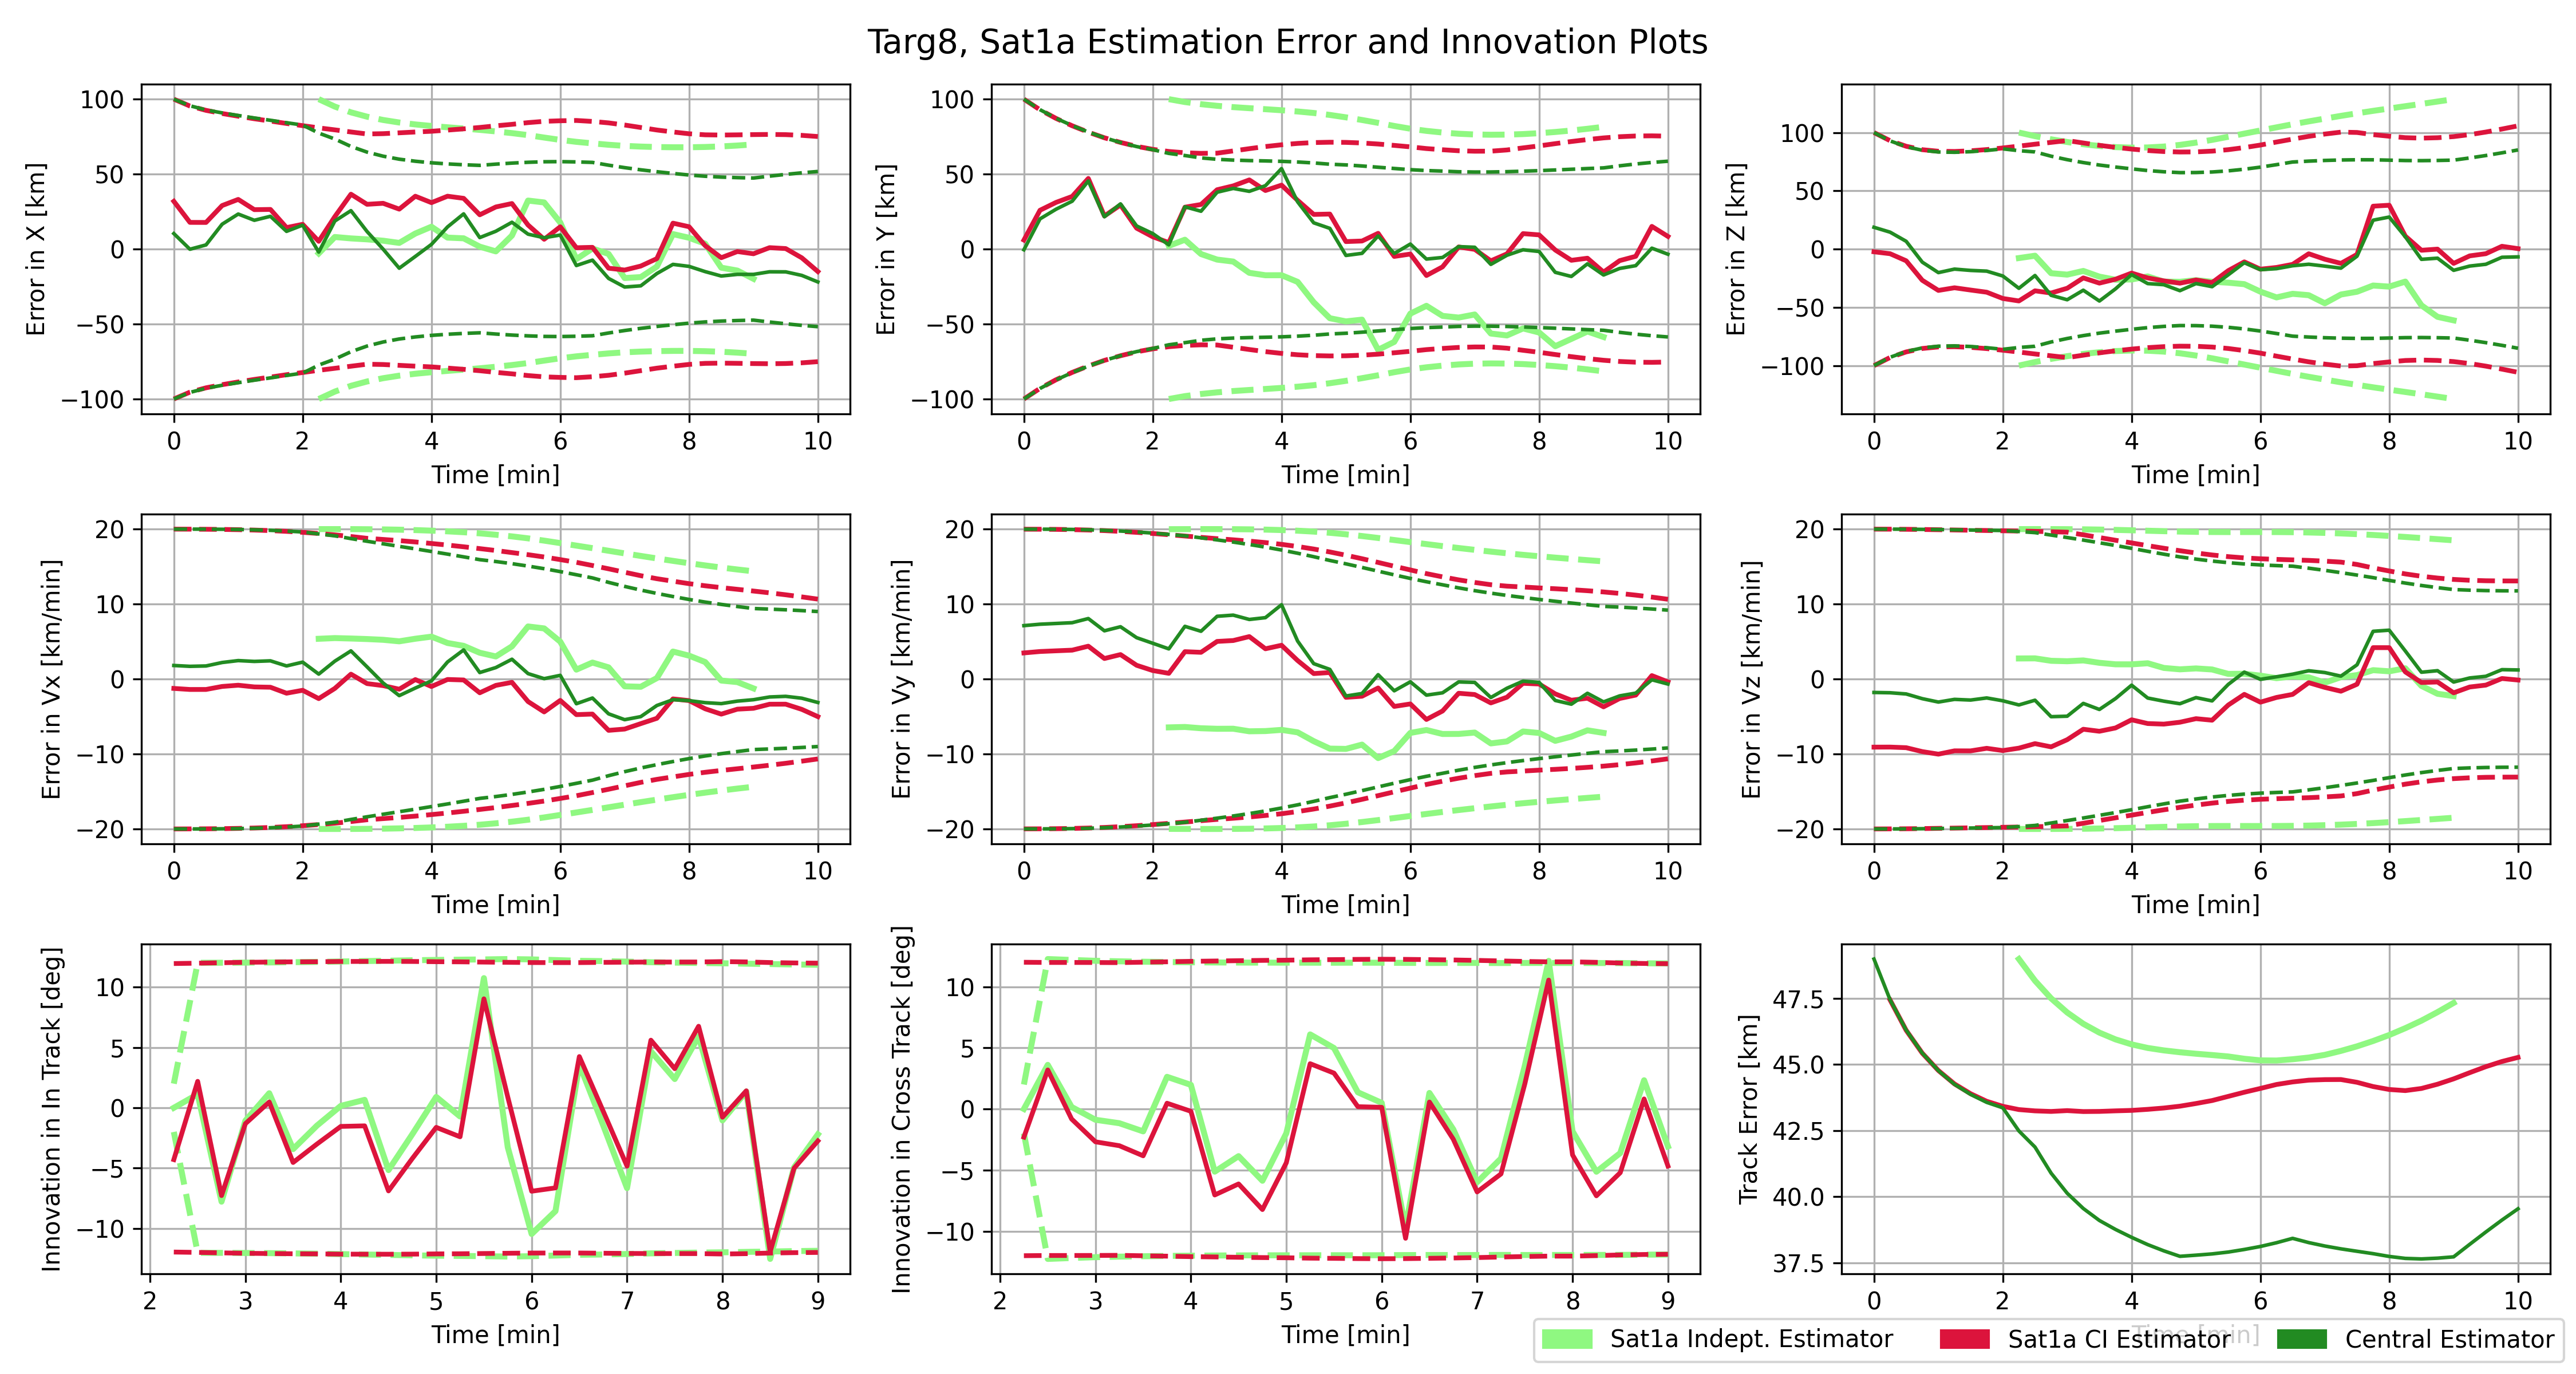 Targ8, Sat1a Estimation Error and Innovation Plots
Error in X [km]
100
50
0
−50
−100
0 2 4 6 8 10
Time [min]
Error in Y [km]
100
50
0
−50
−100
0 2 4 6 8 10
Time [min]
Error in Z [km]
100
50
0
−50
−100
0 2 4 6 8 10
Time [min]
Error in Vx [km/min]
20
10
0
−10
−20
0 2 4 6 8 10
Time [min]
Error in Vy [km/min]
20
10
0
−10
−20
0 2 4 6 8 10
Time [min]
Error in Vz [km/min]
20
10
0
−10
−20
0 2 4 6 8 10
Time [min]
Innovation in In Track [deg]
10
5
0
−5
−10
2 3 4 5 6 7 8 9
Time [min]
Innovation in Cross Track [deg]
10
5
0
−5
−10
2 3 4 5 6 7 8 9
Time [min]
Track Error [km]
47.5
45.0
42.5
40.0
37.5
0 2 4 6 8 10
Time [min]
Sat1a Indept. Estimator Sat1a CI Estimator Central Estimator